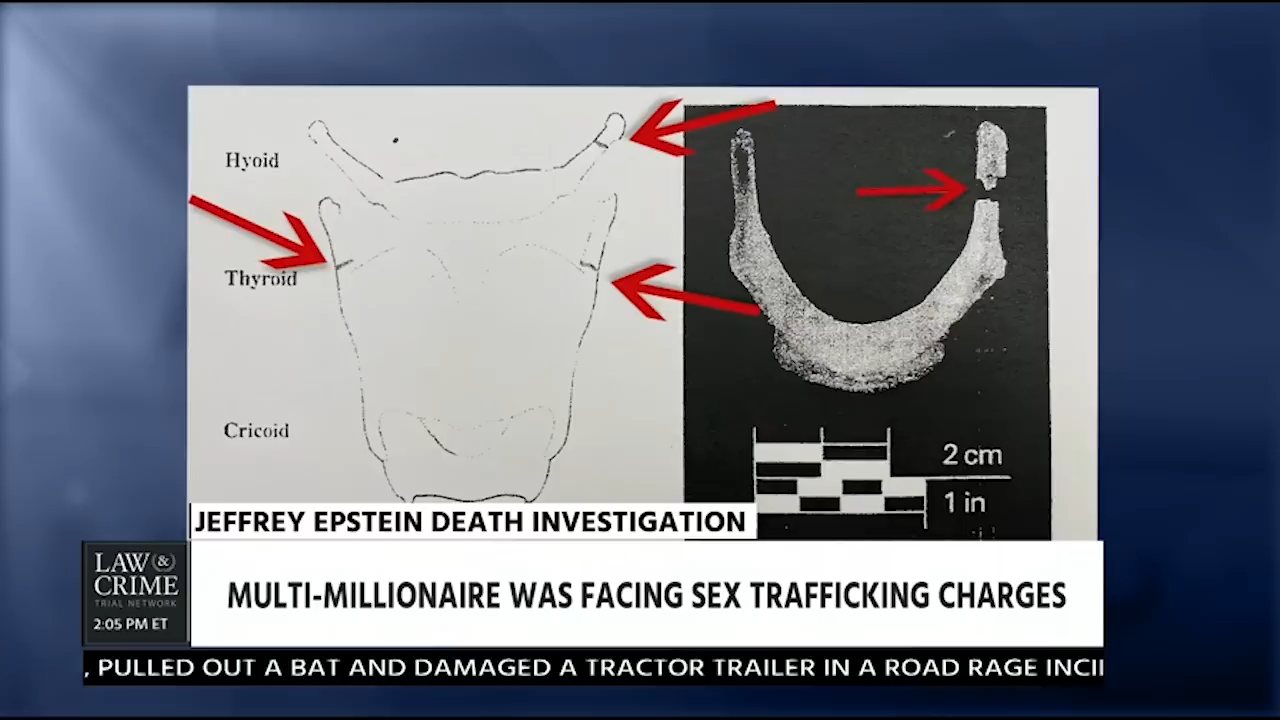 Hyoid
Thyroid
Cricoid
2 cm
1 in
JEFFREY EPSTEIN DEATH INVESTIGATION
LAW &
CRIME
TRIAL NETWORK
2:05 PM ET
MULTI-MILLIONAIRE WAS FACING SEX TRAFFICKING CHARGES
, PULLED OUT A BAT AND DAMAGED A TRACTOR TRAILER IN A ROAD RAGE INCII